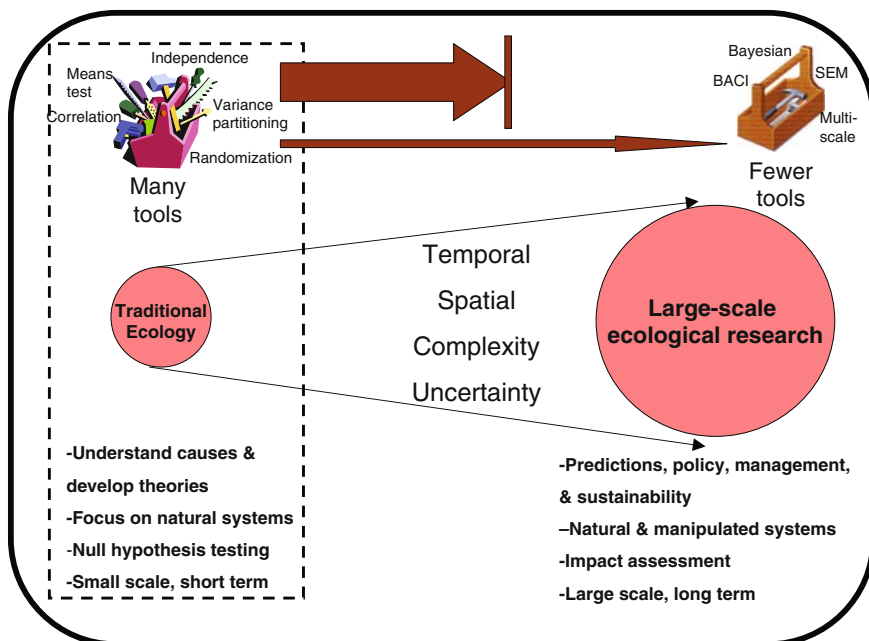 Independence
Means
test
Correlation
Variance
partitioning
Randomization
Many
tools
Bayesian
BACI
SEM
Multi-
scale
Fewer
tools
Traditional
Ecology
Temporal
Spatial
Complexity
Uncertainty
Large-scale
ecological research
-Understand causes &
develop theories
-Focus on natural systems
-Null hypothesis testing
-Small scale, short term
-Predictions, policy, management,
& sustainability
–Natural & manipulated systems
-Impact assessment
-Large scale, long term